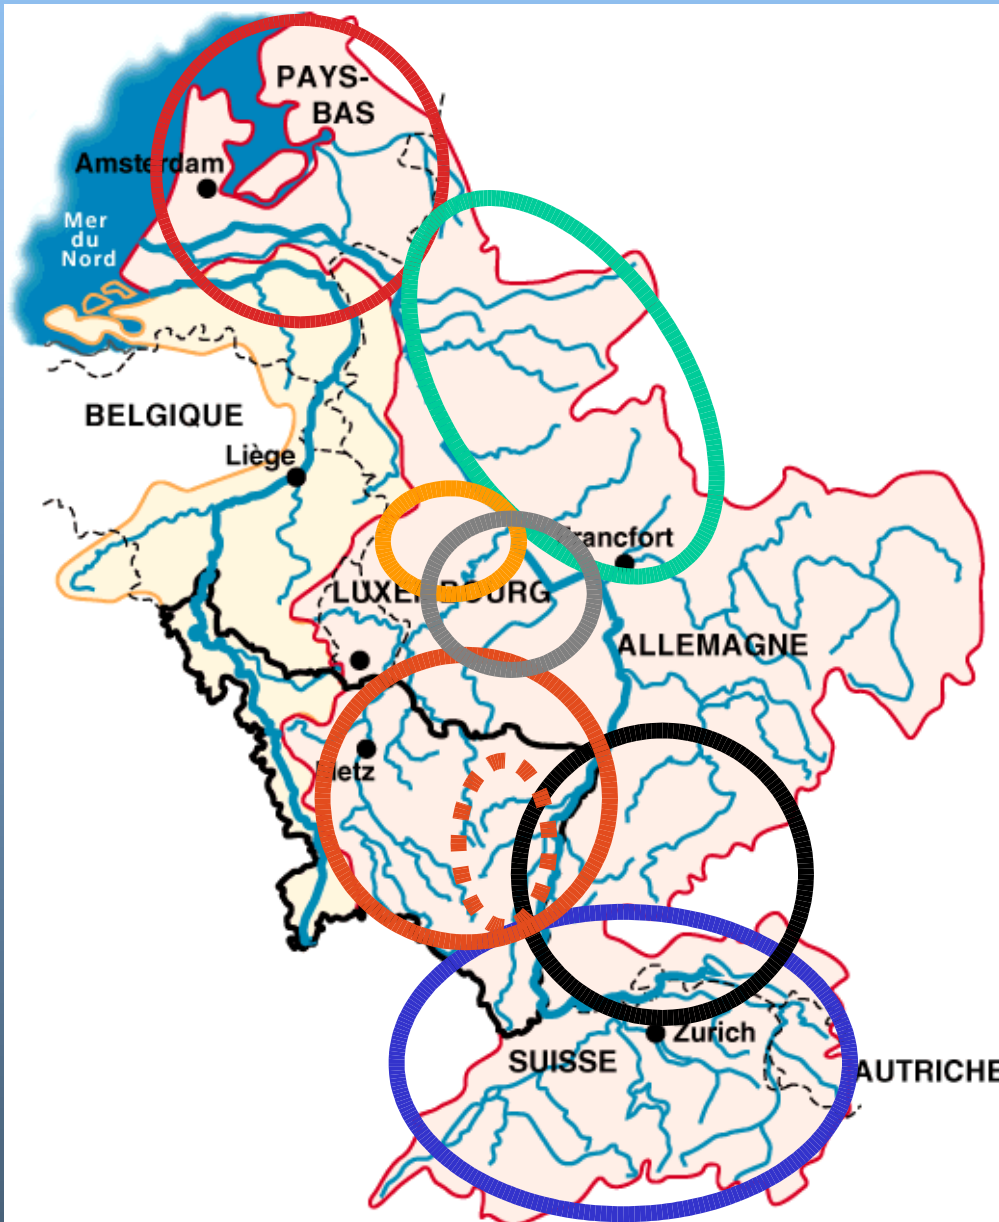 PAYS-
BAS
Amsterdam
Mer
du
Nord
BELGIQUE
Liège
Francfort
LUXEMBOURG
ALLEMAGNE
Metz
Zurich
SUISSE
AUTRICHE